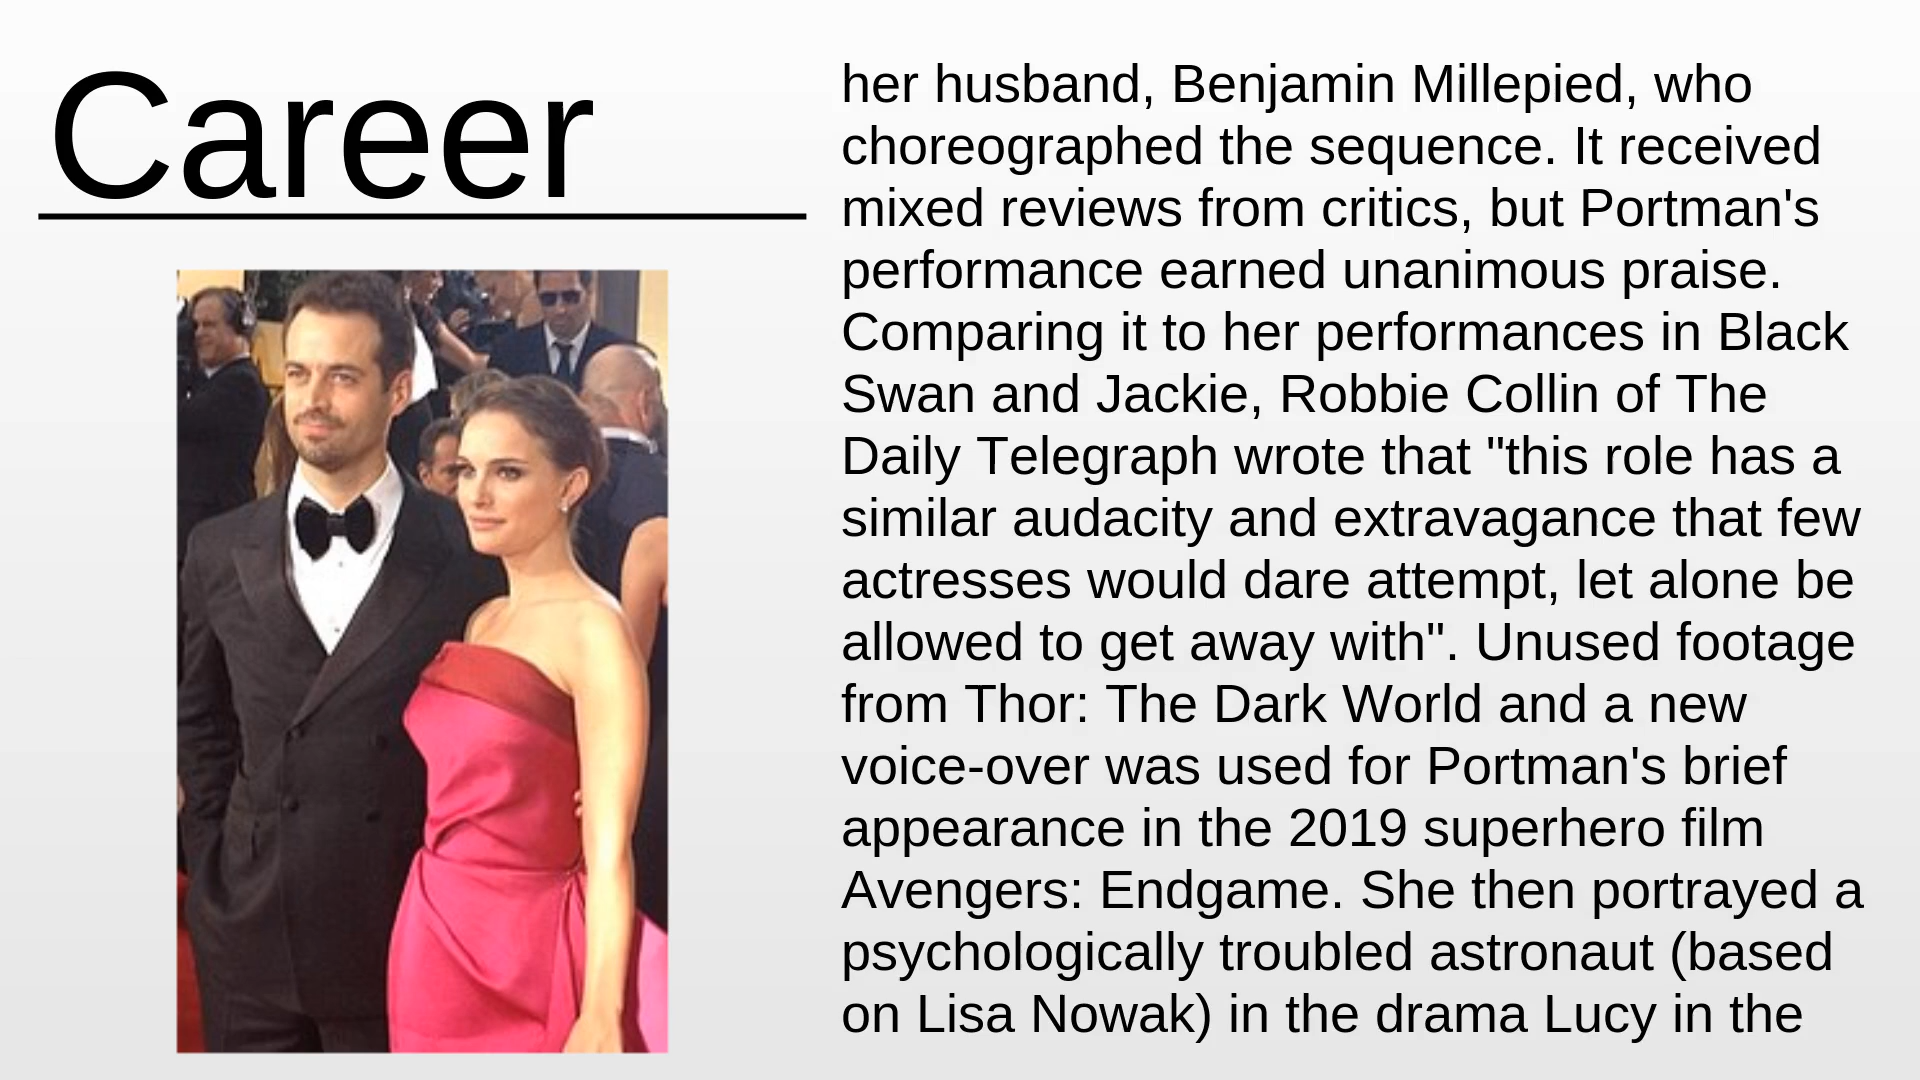 Career
her husband, Benjamin Millepied, who
choreographed the sequence. It received
mixed reviews from critics, but Portman's
performance earned unanimous praise.
Comparing it to her performances in Black
Swan and Jackie, Robbie Collin of The
Daily Telegraph wrote that "this role has a
similar audacity and extravagance that few
actresses would dare attempt, let alone be
allowed to get away with". Unused footage
from Thor: The Dark World and a new
voice-over was used for Portman's brief
appearance in the 2019 superhero film
Avengers: Endgame. She then portrayed a
psychologically troubled astronaut (based
on Lisa Nowak) in the drama Lucy in the